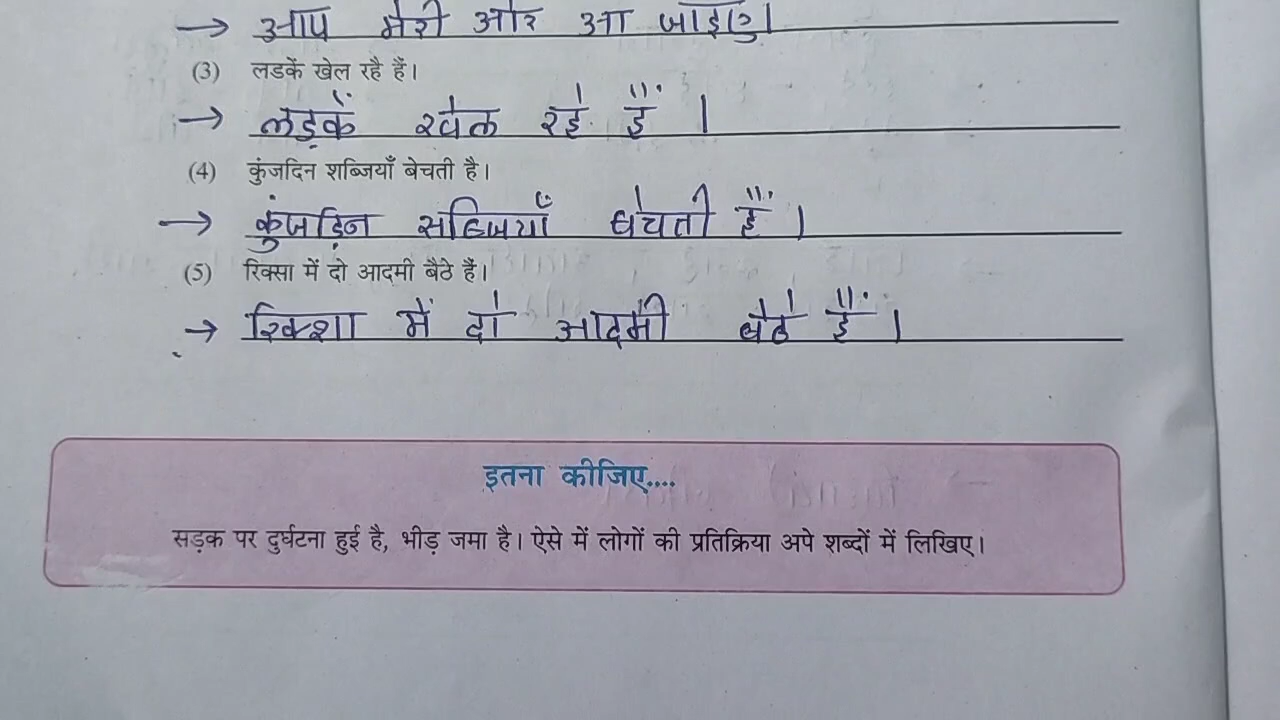 → आप मेरी ओर आ जाइए।
(3) लडकें खेल रहै हैं।
→ लड़कें खेल रहे हैं ।
(4) कुंजदिन शब्जियाँ बेचती है।
→ कुंजड़िन सब्जियाँ बेचती हैं ।
(5) रिक्सा में दो आदमी बैठे हैं।
→ रिक्शा में दो आदमी बैठे हैं ।
इतना कीजिए....
सड़क पर दुर्घटना हुई है, भीड़ जमा है। ऐसे में लोगों की प्रतिक्रिया अपे शब्दों में लिखिए।